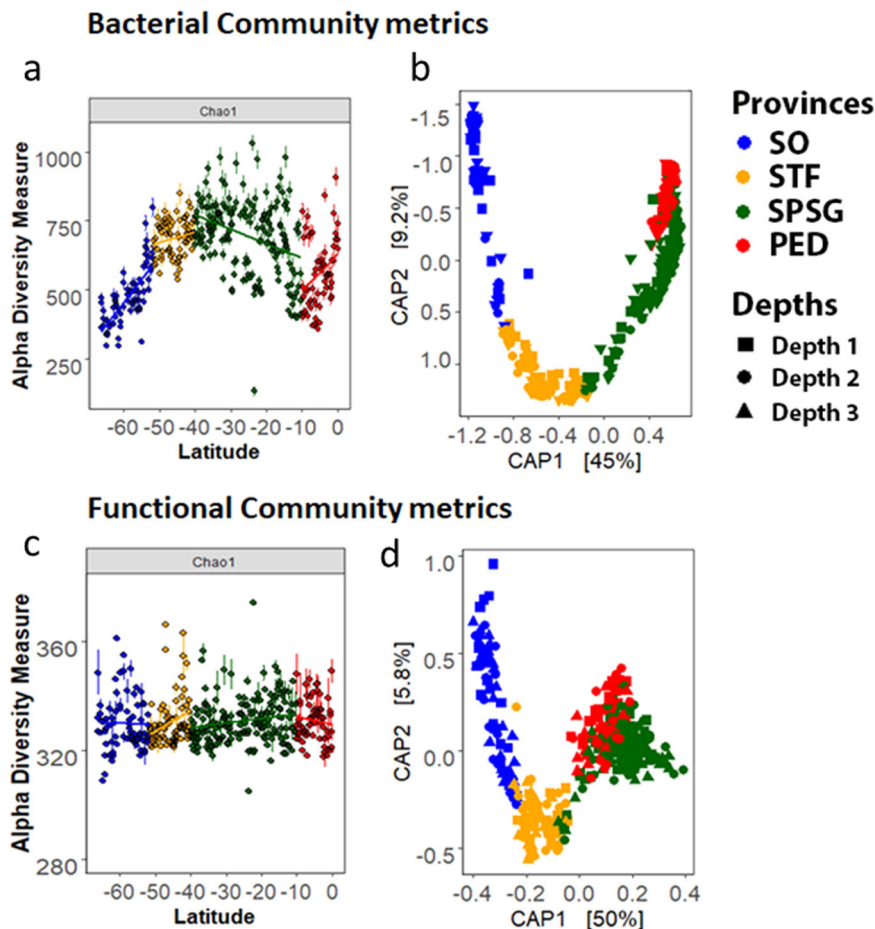 Bacterial Community metrics
a
Chao1
Alpha Diversity Measure
1000
750
500
250
-60 -50 -40 -30 -20 -10 0
Latitude
b
CAP2 [9.2%]
-1.5
-1.0
-0.5
0.0
0.5
1.0
-1.2 -0.8 -0.4 0.0 0.4
CAP1 [45%]
Provinces
SO
STF
SPSG
PED
Depths
Depth 1
Depth 2
Depth 3
Functional Community metrics
c
Chao1
Alpha Diversity Measure
360
320
280
-60 -50 -40 -30 -20 -10 0
Latitude
d
CAP2 [5.8%]
1.0
0.5
0.0
-0.5
-0.4 -0.2 0.0 0.2 0.4
CAP1 [50%]